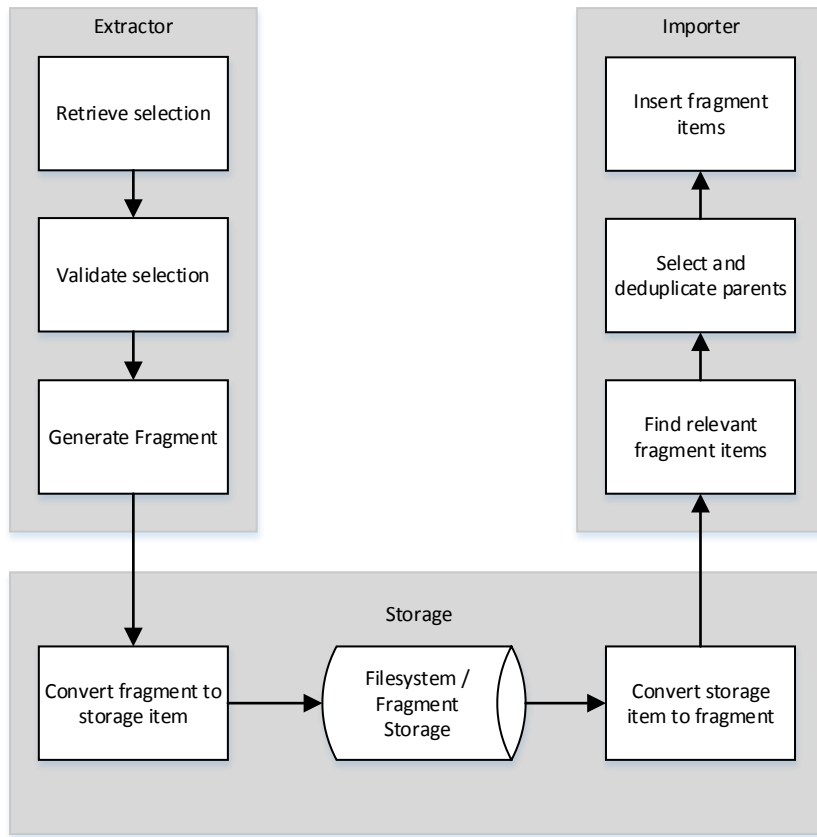 Extractor
Retrieve selection
Validate selection
Generate Fragment
Importer
Insert fragment
items
Select and
deduplicate parents
Find relevant
fragment items
Storage
Convert fragment to
storage item
Filesystem /
Fragment
Storage
Convert storage
item to fragment